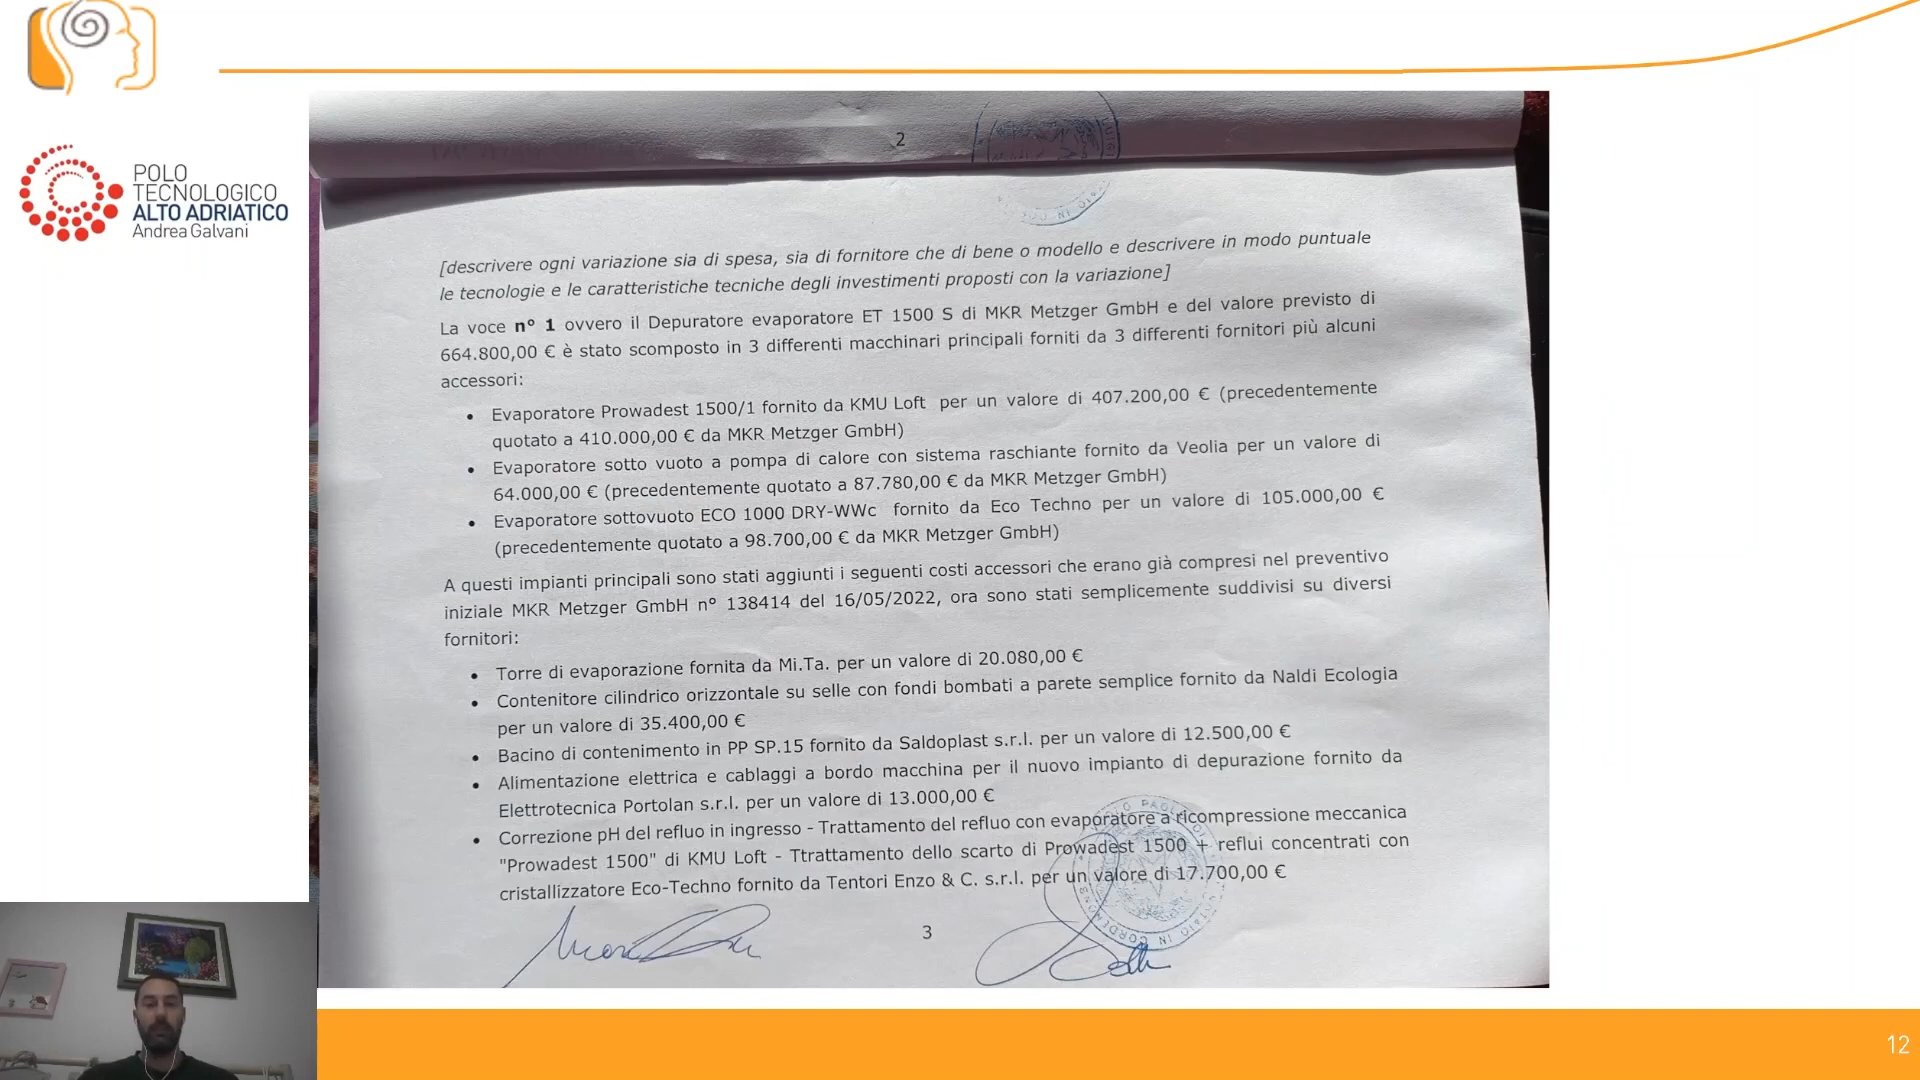 POLO
TECNOLOGICO
ALTO ADRIATICO
Andrea Galvani
2
[descrivere ogni variazione sia di spesa, sia di fornitore che di bene o modello e descrivere in modo puntuale
le tecnologie e le caratteristiche tecniche degli investimenti proposti con la variazione]
La voce n° 1 ovvero il Depuratore evaporatore ET 1500 S di MKR Metzger GmbH e del valore previsto di
664.800,00 € è stato scomposto in 3 differenti macchinari principali forniti da 3 differenti fornitori più alcuni
accessori:
• Evaporatore Prowadest 1500/1 fornito da KMU Loft per un valore di 407.200,00 € (precedentemente
quotato a 410.000,00 € da MKR Metzger GmbH)
• Evaporatore sotto vuoto a pompa di calore con sistema raschiante fornito da Veolia per un valore di
64.000,00 € (precedentemente quotato a 87.780,00 € da MKR Metzger GmbH)
• Evaporatore sottovuoto ECO 1000 DRY-WWc fornito da Eco Techno per un valore di 105.000,00 €
(precedentemente quotato a 98.700,00 € da MKR Metzger GmbH)
A questi impianti principali sono stati aggiunti i seguenti costi accessori che erano già compresi nel preventivo
iniziale MKR Metzger GmbH n° 138414 del 16/05/2022, ora sono stati semplicemente suddivisi su diversi
fornitori:
• Torre di evaporazione fornita da Mi.Ta. per un valore di 20.080,00 €
• Contenitore cilindrico orizzontale su selle con fondi bombati a parete semplice fornito da Naldi Ecologia
per un valore di 35.400,00 €
• Bacino di contenimento in PP SP.15 fornito da Saldoplast s.r.l. per un valore di 12.500,00 €
• Alimentazione elettrica e cablaggi a bordo macchina per il nuovo impianto di depurazione fornito da
Elettrotecnica Portolan s.r.l. per un valore di 13.000,00 €
• Correzione pH del refluo in ingresso - Trattamento del refluo con evaporatore a ricompressione meccanica
"Prowadest 1500" di KMU Loft - Ttrattamento dello scarto di Prowadest 1500 + reflui concentrati con
cristallizzatore Eco-Techno fornito da Tentori Enzo & C. s.r.l. per un valore di 17.700,00 €
3
12